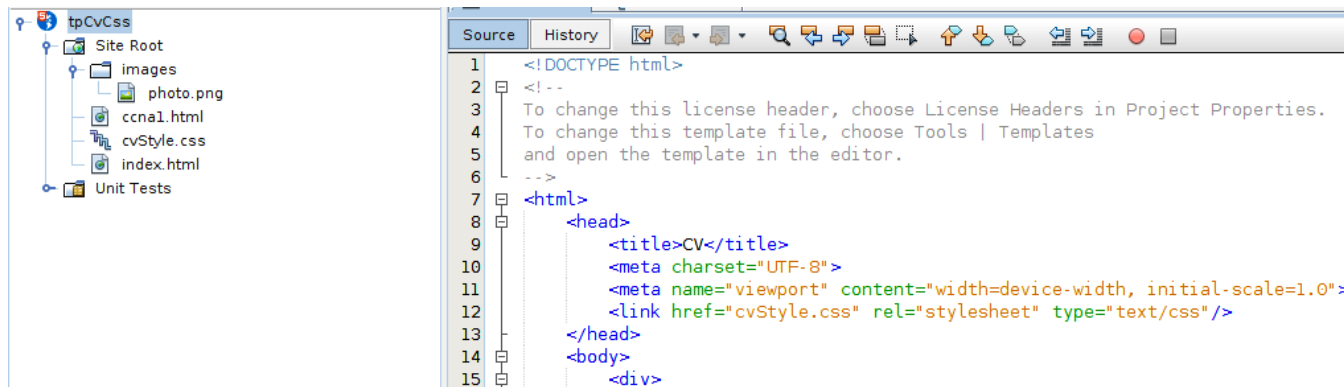 tpCvCss
Site Root
images
photo.png
ccna1.html
cvStyle.css
index.html
Unit Tests
Source History
1 <!DOCTYPE html>
2 <!--
3 To change this license header, choose License Headers in Project Properties.
4 To change this template file, choose Tools | Templates
5 and open the template in the editor.
6 -->
7 <html>
8 <head>
9 <title>CV</title>
10 <meta charset="UTF-8">
11 <meta name="viewport" content="width=device-width, initial-scale=1.0">
12 <link href="cvStyle.css" rel="stylesheet" type="text/css"/>
13 </head>
14 <body>
15 <div>